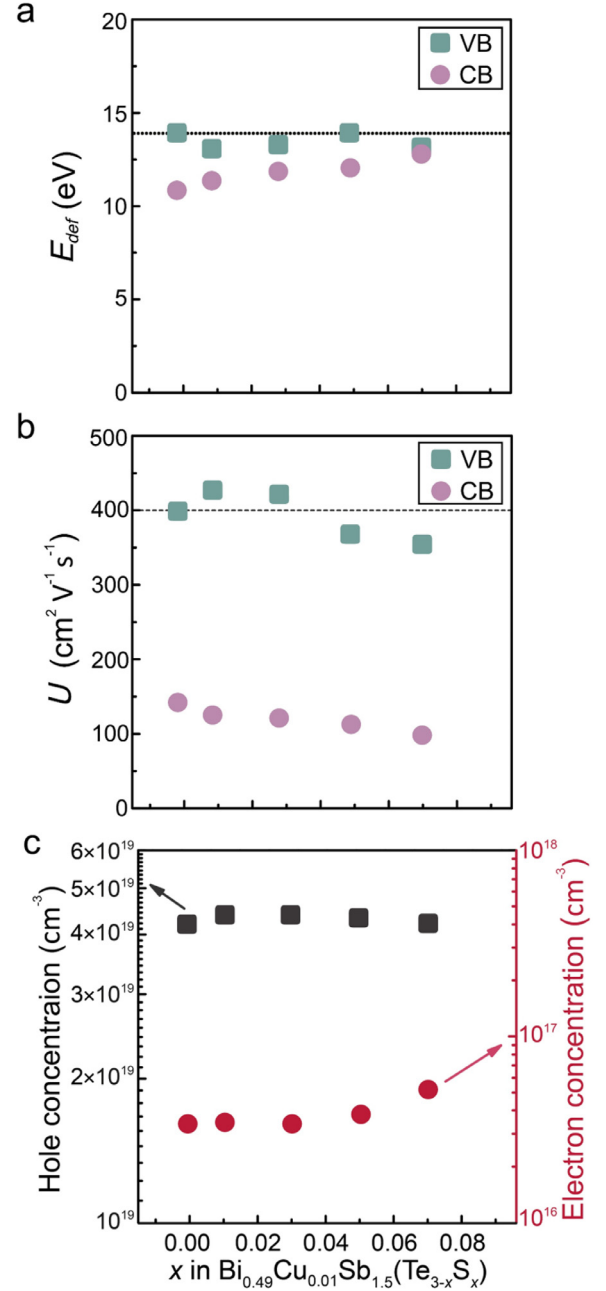 a
20
15
10
5
0
E_def (eV)
VB
CB
b
500
400
300
200
100
0
U (cm² V⁻¹ s⁻¹)
VB
CB
c
6×10¹⁹
5×10¹⁹
4×10¹⁹
3×10¹⁹
2×10¹⁹
10¹⁹
Hole concentraion (cm⁻³)
10¹⁸
10¹⁷
10¹⁶
Electron concentration (cm⁻³)
0.00 0.02 0.04 0.06 0.08
x in Bi₀.₄₉Cu₀.₀₁Sb₁.₅(Te₃₋ₓSₓ)